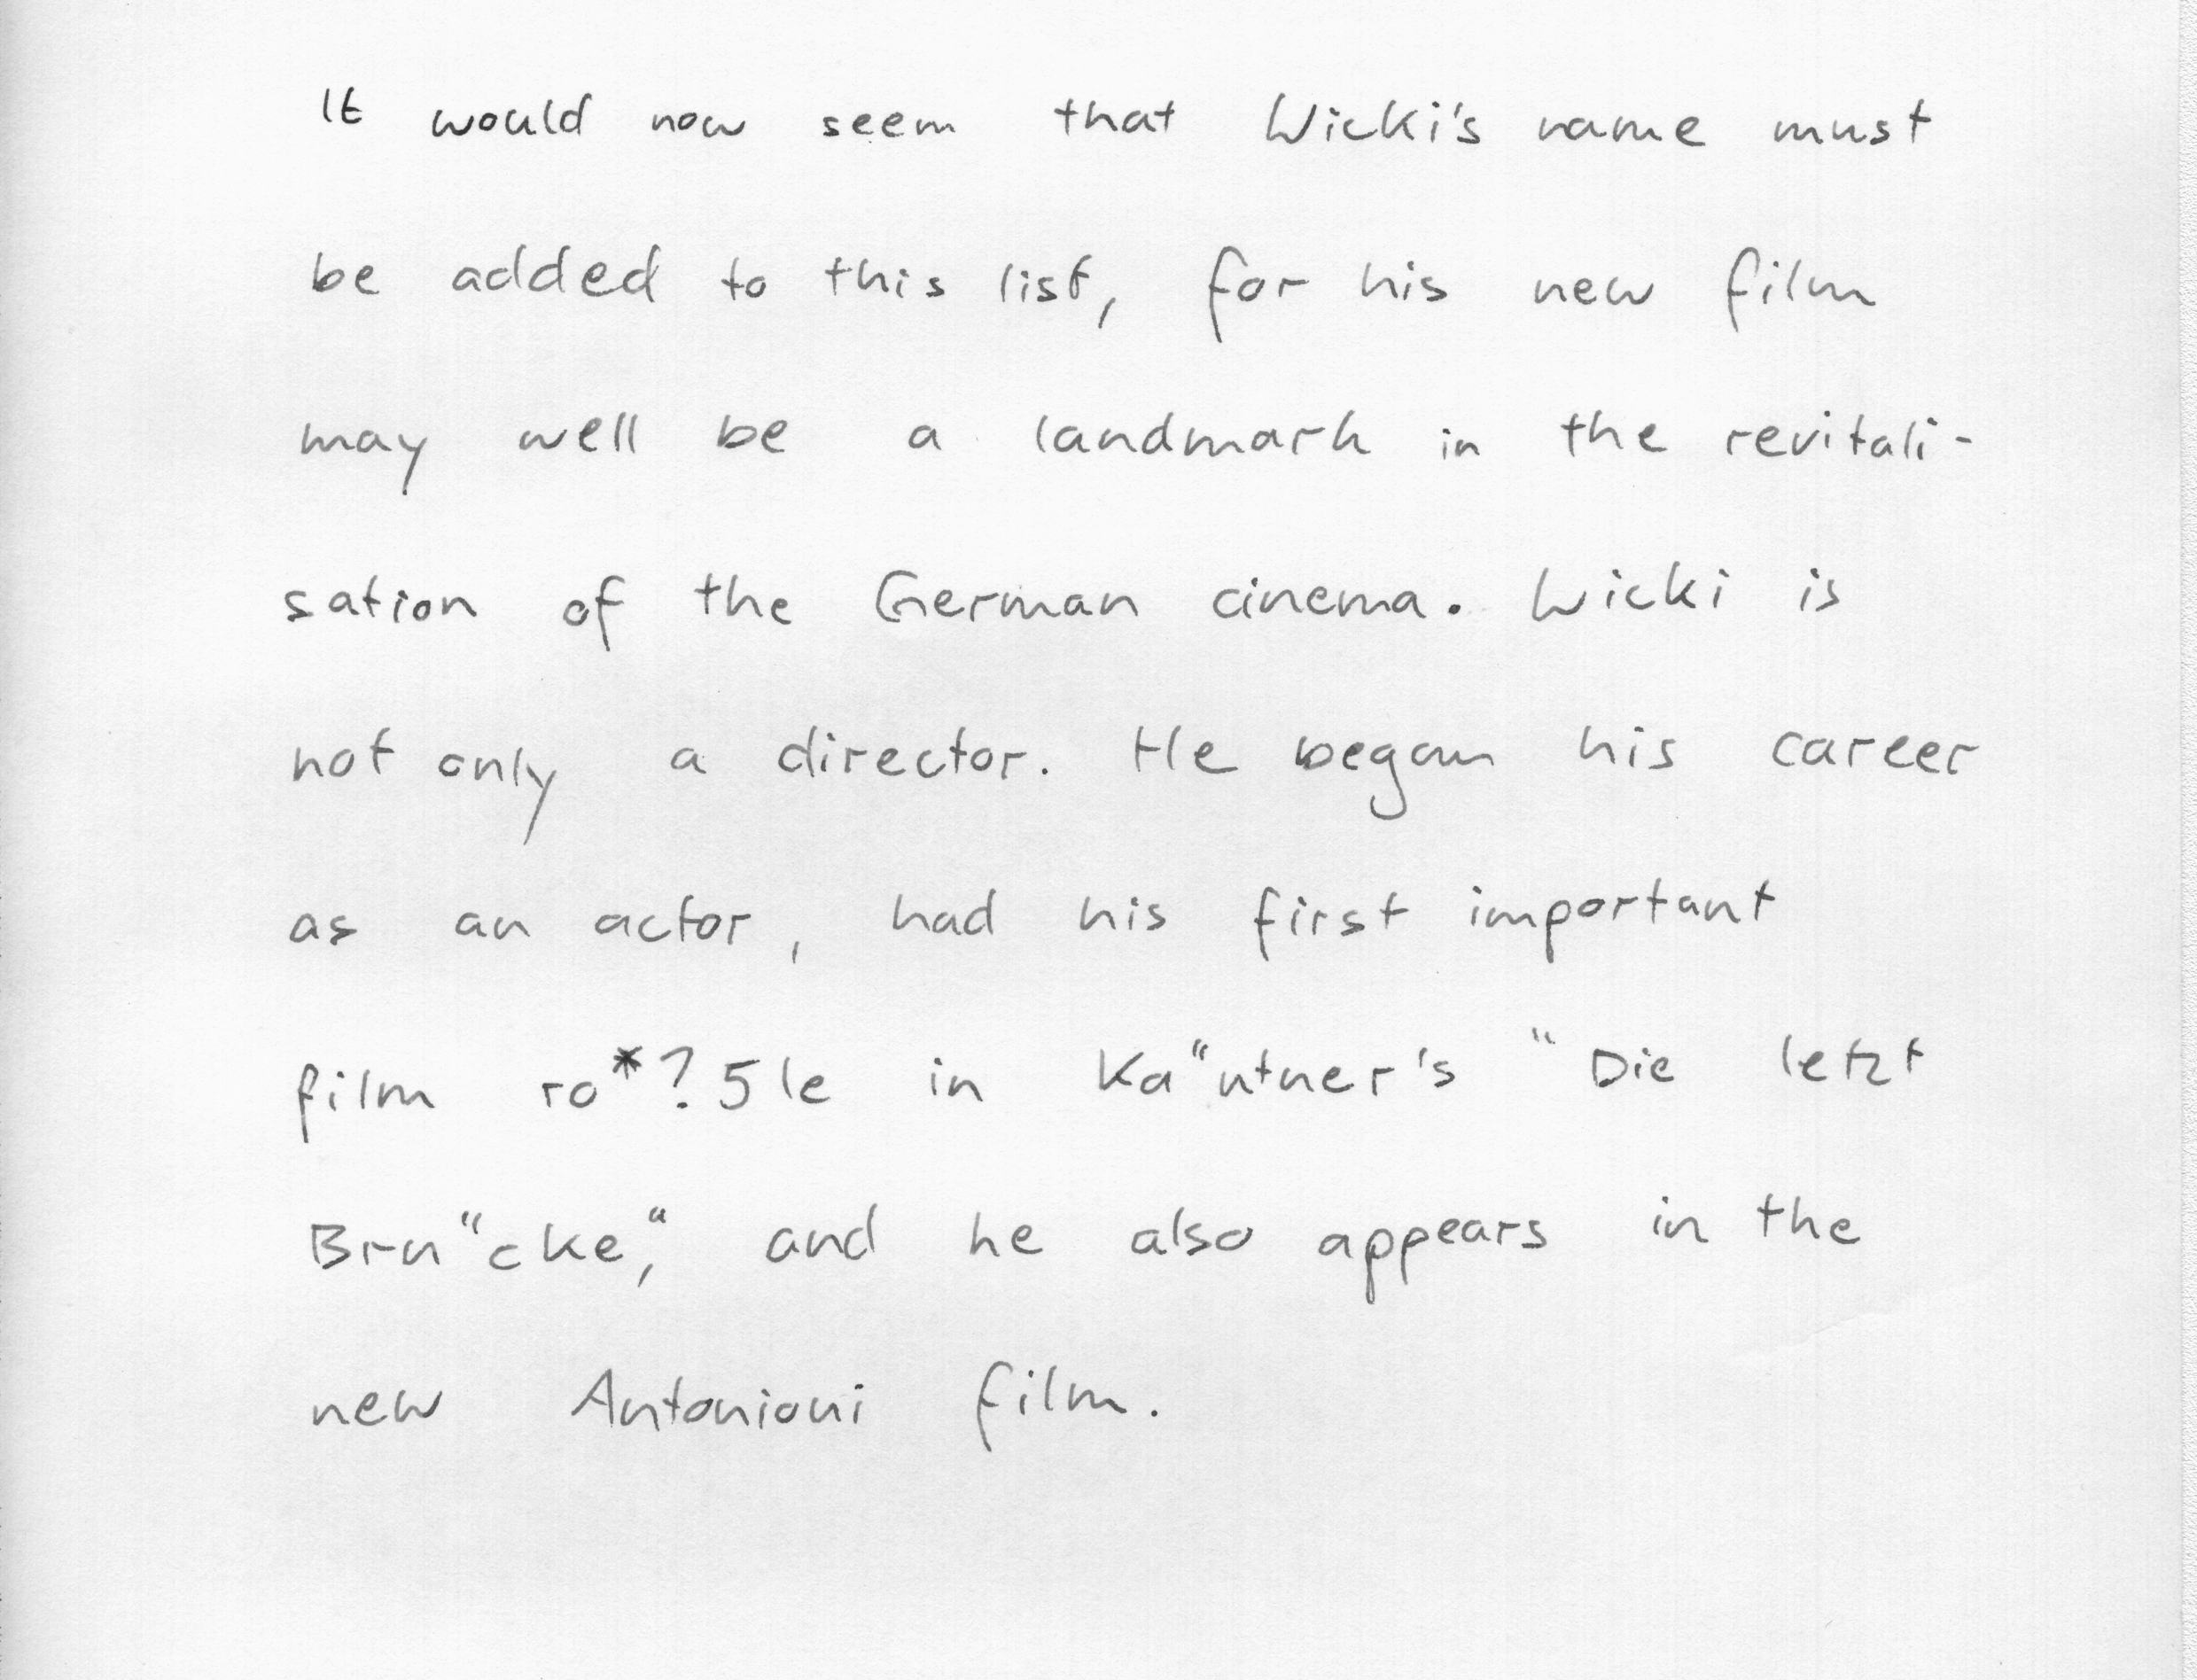 It would now seem that Wicki's name must
be added to this list, for his new film
may well be a landmark in the revitali-
sation of the German cinema. Wicki is
not only a director. He began his career
as an actor, had his first important
film ro*?5le in Ka"utner's "Die letzt
Bru"cke," and he also appears in the
new Antonioni film.